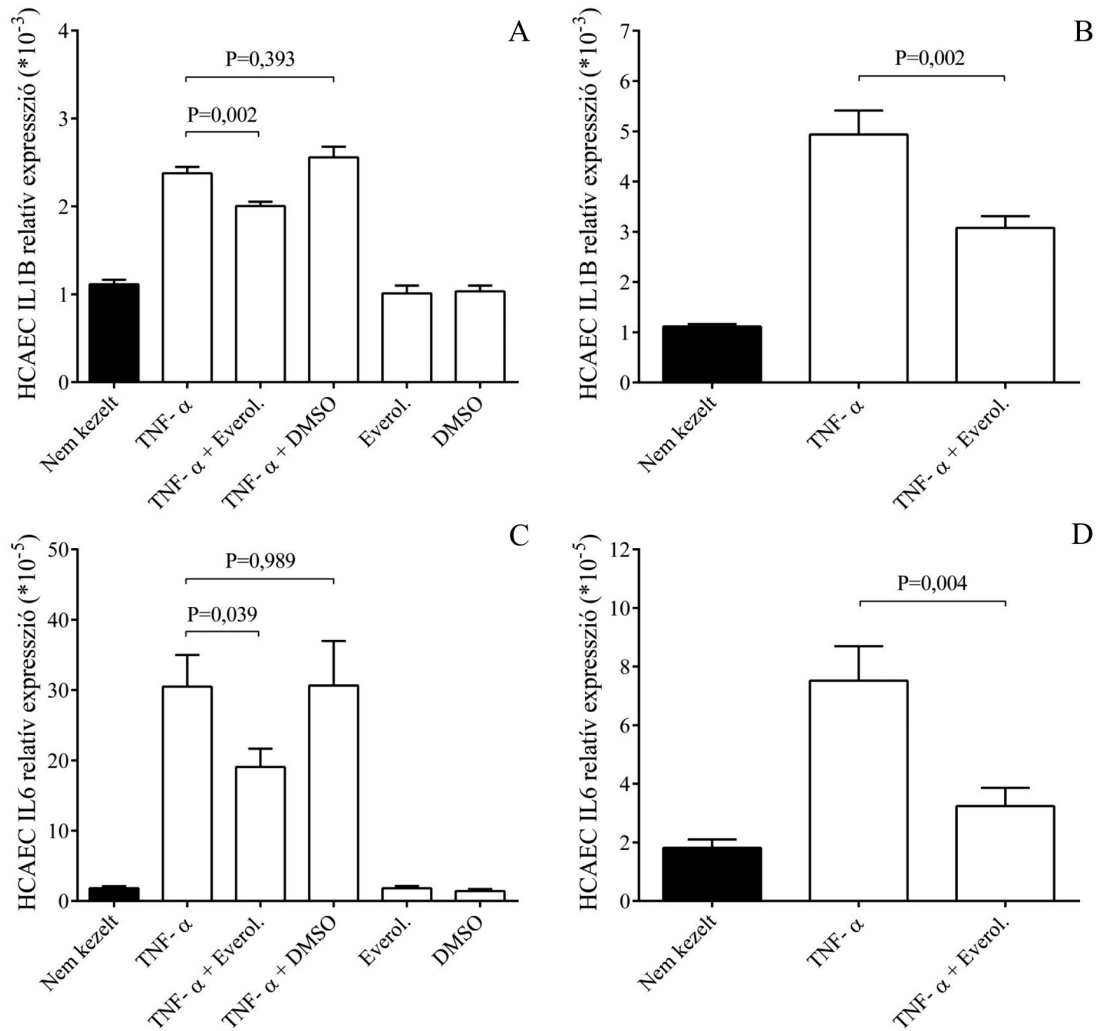 A
HCAEC IL1B relatív expresszió (*10-3)
4
3
2
1
0
P=0,393
P=0,002
Nem kezelt
TNF- α
TNF- α + Everol.
TNF- α + DMSO
Everol.
DMSO
B
HCAEC IL1B relatív expresszió (*10-3)
7
6
5
4
3
2
1
0
P=0,002
Nem kezelt
TNF- α
TNF- α + Everol.
C
HCAEC IL6 relatív expresszió (*10-5)
50
40
30
20
10
0
P=0,989
P=0,039
Nem kezelt
TNF- α
TNF- α + Everol.
TNF- α + DMSO
Everol.
DMSO
D
HCAEC IL6 relatív expresszió (*10-5)
12
10
8
6
4
2
0
P=0,004
Nem kezelt
TNF- α
TNF- α + Everol.